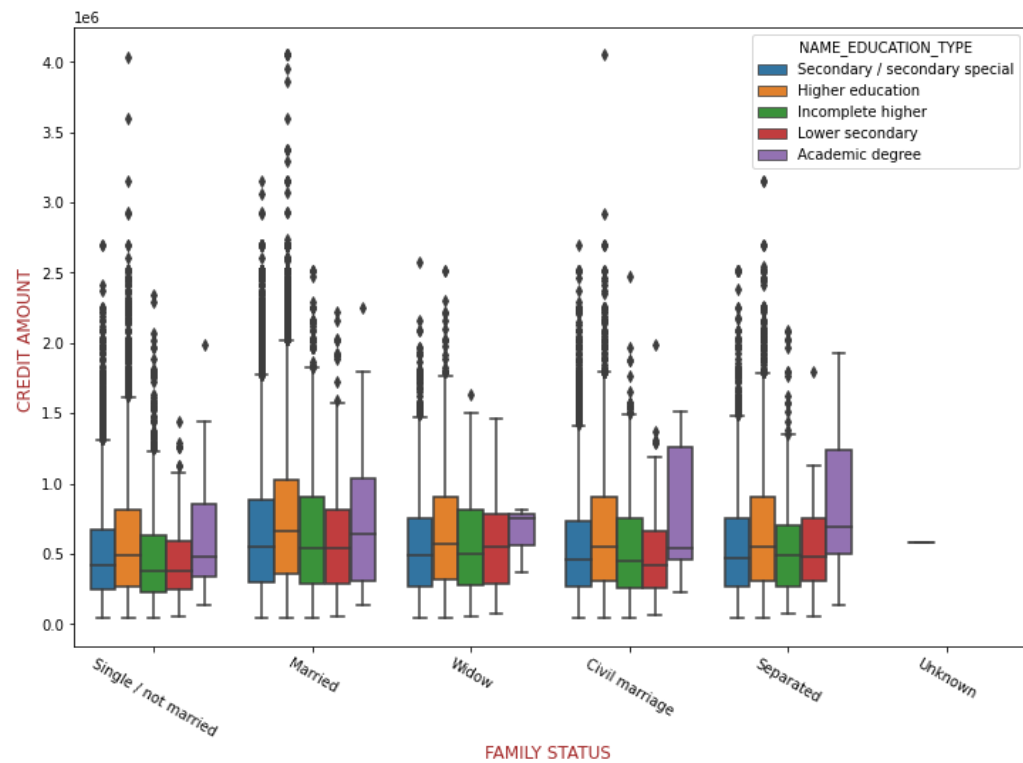 1e6
4.0
3.5
3.0
2.5
2.0
1.5
1.0
0.5
0.0
CREDIT AMOUNT
NAME_EDUCATION_TYPE
Secondary / secondary special
Higher education
Incomplete higher
Lower secondary
Academic degree
Single / not married
Married
Widow
Civil marriage
Separated
Unknown
FAMILY STATUS